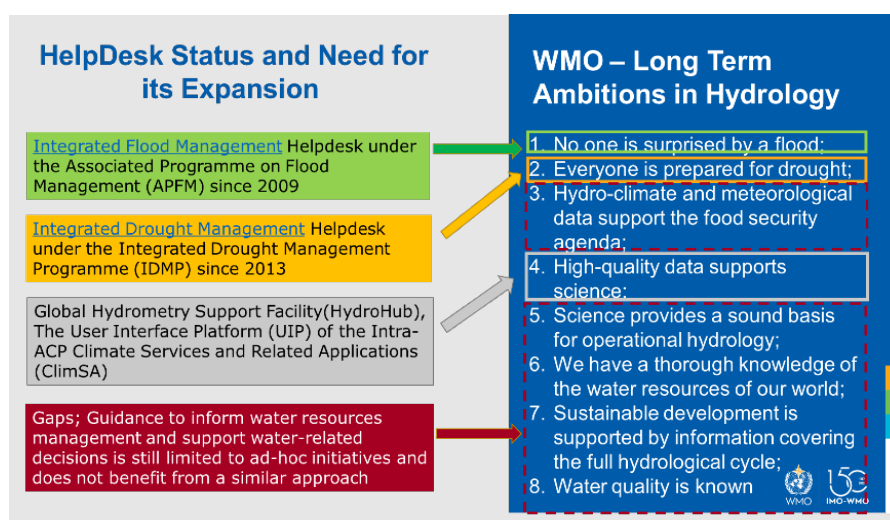 HelpDesk Status and Need for
its Expansion
Integrated Flood Management Helpdesk under
the Associated Programme on Flood
Management (APFM) since 2009
Integrated Drought Management Helpdesk
under the Integrated Drought Management
Programme (IDMP) since 2013
Global Hydrometry Support Facility(HydroHub),
The User Interface Platform (UIP) of the Intra-
ACP Climate Services and Related Applications
(ClimSA)
Gaps; Guidance to inform water resources
management and support water-related
decisions is still limited to ad-hoc initiatives and
does not benefit from a similar approach
WMO – Long Term
Ambitions in Hydrology
1. No one is surprised by a flood;
2. Everyone is prepared for drought;
3. Hydro-climate and meteorological
data support the food security
agenda;
4. High-quality data supports
science;
5. Science provides a sound basis
for operational hydrology;
6. We have a thorough knowledge of
the water resources of our world;
7. Sustainable development is
supported by information covering
the full hydrological cycle;
8. Water quality is known
WMO
150
IMO-WMO